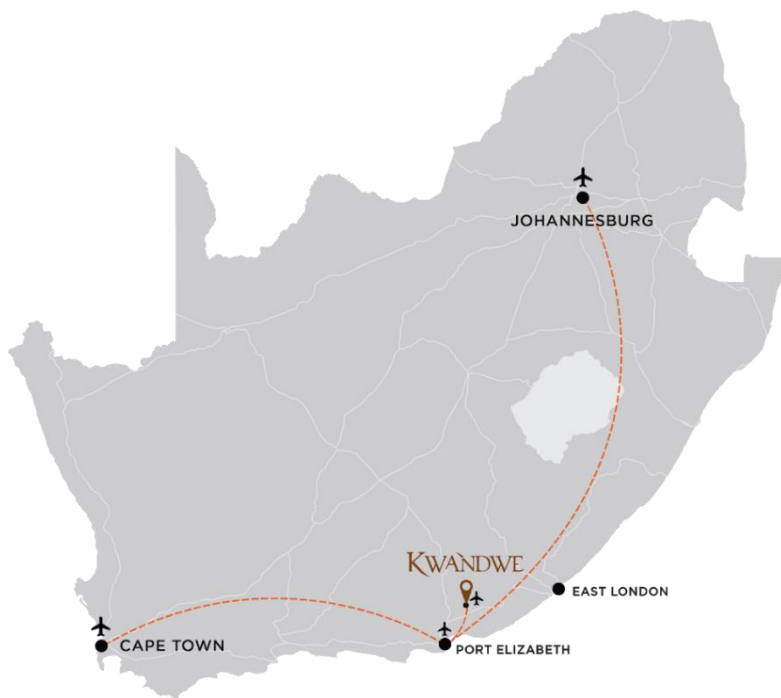 JOHANNESBURG
KWANDWE
EAST LONDON
CAPE TOWN
PORT ELIZABETH